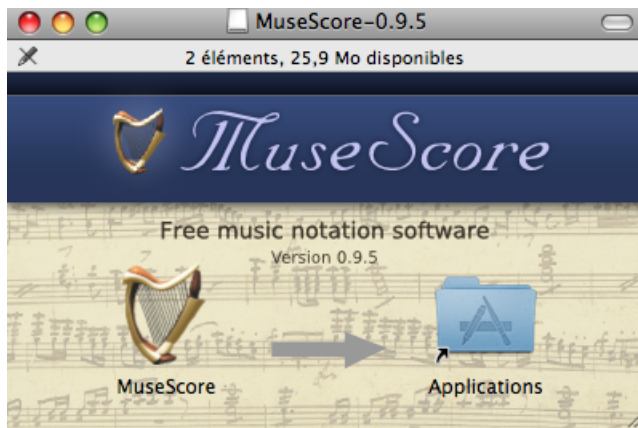 MuseScore-0.9.5
2 éléments, 25,9 Mo disponibles
MuseScore
Free music notation software
Version 0.9.5
MuseScore
Applications